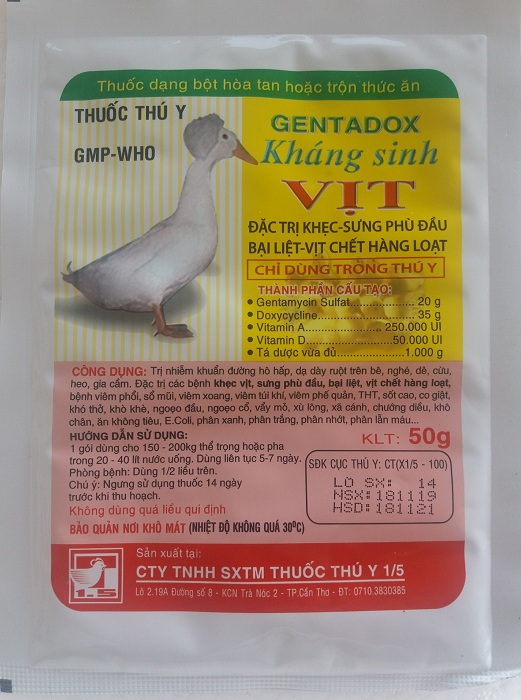 Thuốc dạng bột hòa tan hoặc trộn thức ăn
THUỐC THÚ Y
GMP-WHO
GENTADOX
Kháng sinh
VỊT
ĐẶC TRỊ KHẸC-SƯNG PHÙ ĐẦU
BẠI LIỆT-VỊT CHẾT HÀNG LOẠT
CHỈ DÙNG TRONG THÚ Y
THÀNH PHẦN CẤU TẠO:
• Gentamycin Sulfat................... 20 g
• Doxycycline.......................... 35 g
• Vitamin A..................... 250.000 UI
• Vitamin D.......................50.000 UI
• Tá dược vừa đủ..................1.000 g
CÔNG DỤNG: Trị nhiễm khuẩn đường hô hấp, dạ dày ruột trên bê, nghé, dê, cừu,
heo, gia cầm. Đặc trị các bệnh khẹc vịt, sưng phù đầu, bại liệt, vịt chết hàng loạt,
bệnh viêm phổi, sổ mũi, viêm xoang, viêm túi khí, viêm phế quản, THT, sốt cao, co giật,
khó thở, khò khè, ngoẹo đầu, ngoẹo cổ, vẩy mỏ, xù lông, xã cánh, chướng diều, khô
chân, ăn không tiêu, E.Coli, phân xanh, phân trắng, phân nhớt, phân lẫn máu...
HƯỚNG DẪN SỬ DỤNG:
1 gói dùng cho 150 - 200kg thể trọng hoặc pha
trong 20 - 40 lít nước uống. Dùng liên tục 5-7 ngày.
Phòng bệnh: Dùng 1/2 liều trên.
Chú ý: Ngưng sử dụng thuốc 14 ngày
trước khi thu hoạch.
Không dùng quá liều qui định
BẢO QUẢN NƠI KHÔ MÁT (NHIỆT ĐỘ KHÔNG QUÁ 30⁰C)
KLT: 50g
SĐK CỤC THÚ Y: CT(X1/5 - 100)
LÔ SX: 14
NSX: 181119
HSD: 181121
Sản xuất tại:
CTY TNHH SXTM THUỐC THÚ Y 1/5
Lô 2.19A Đường số 8 - KCN Trà Nóc 2 - TP.Cần Thơ - ĐT: 0710.3830385
1-5